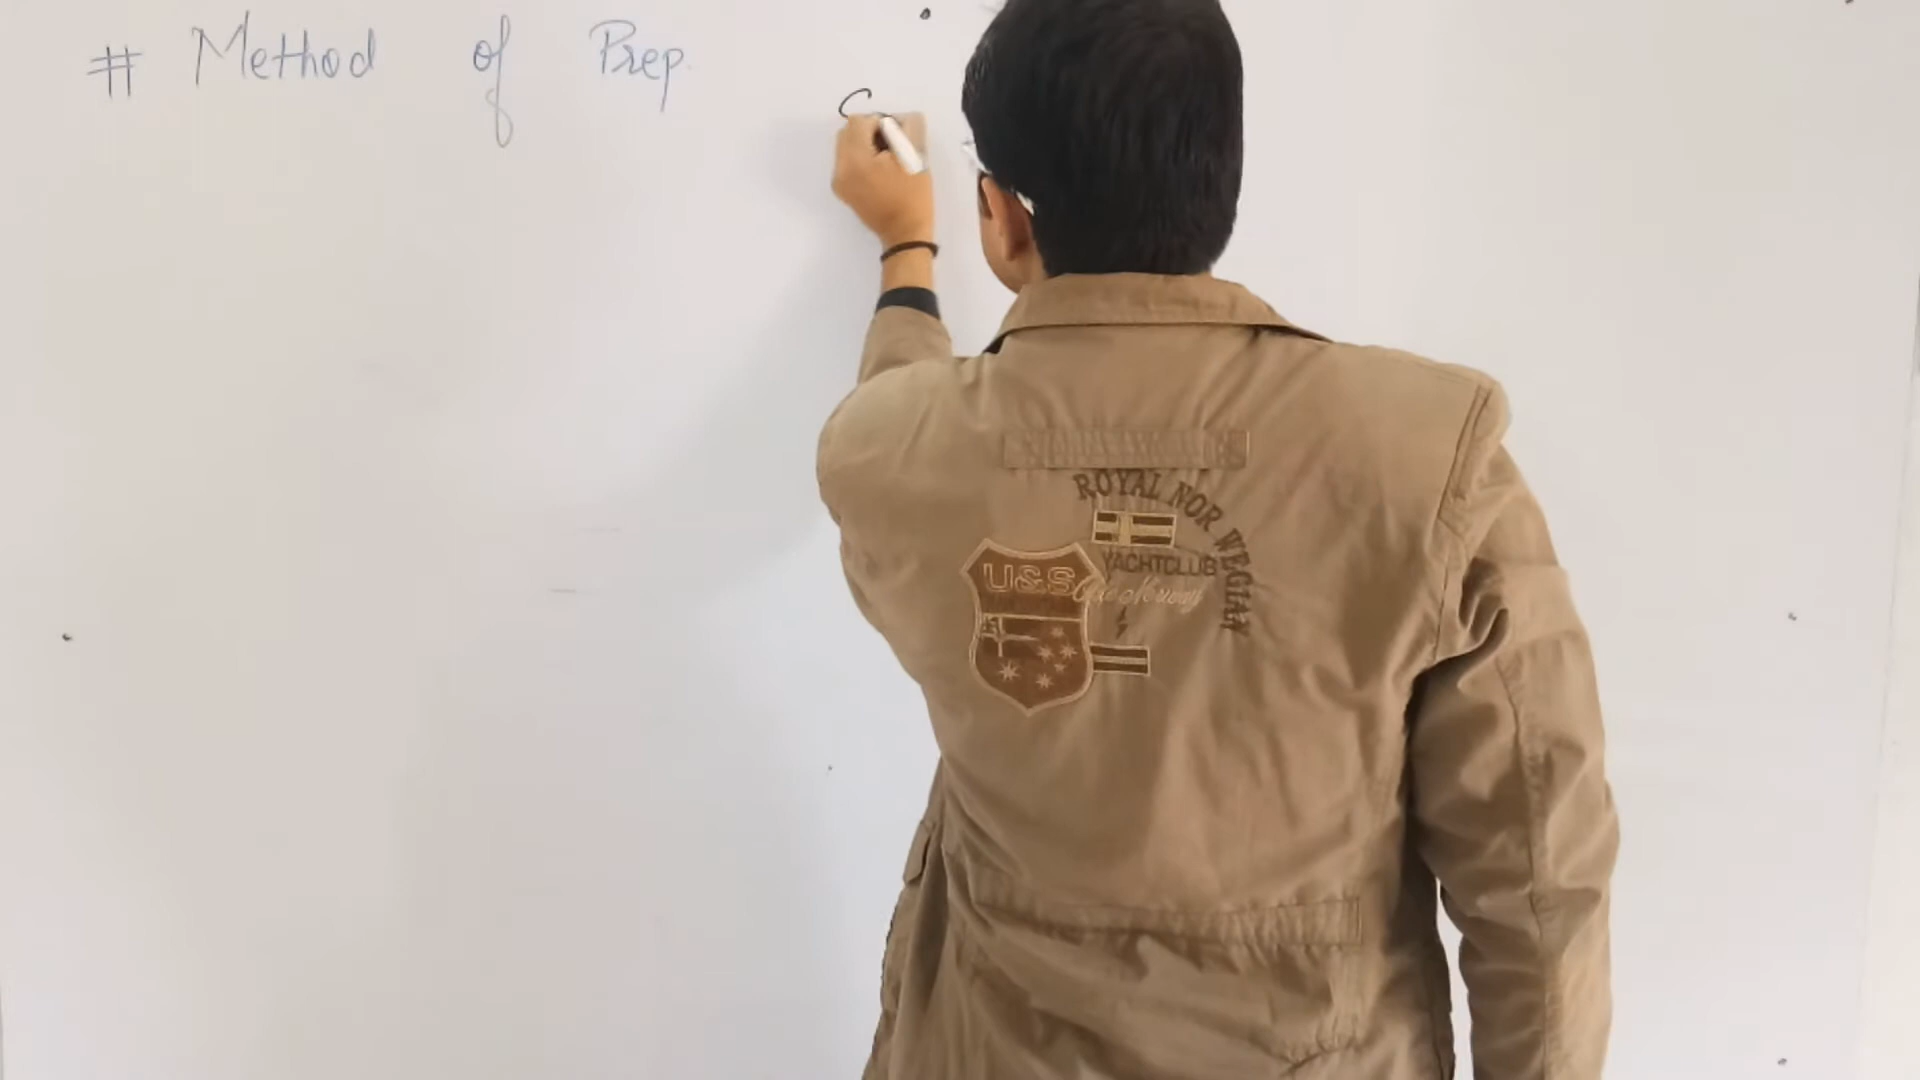 # Method of Prep.
C
ROYAL NOR WEGIAN
YACHTCLUB
U&S